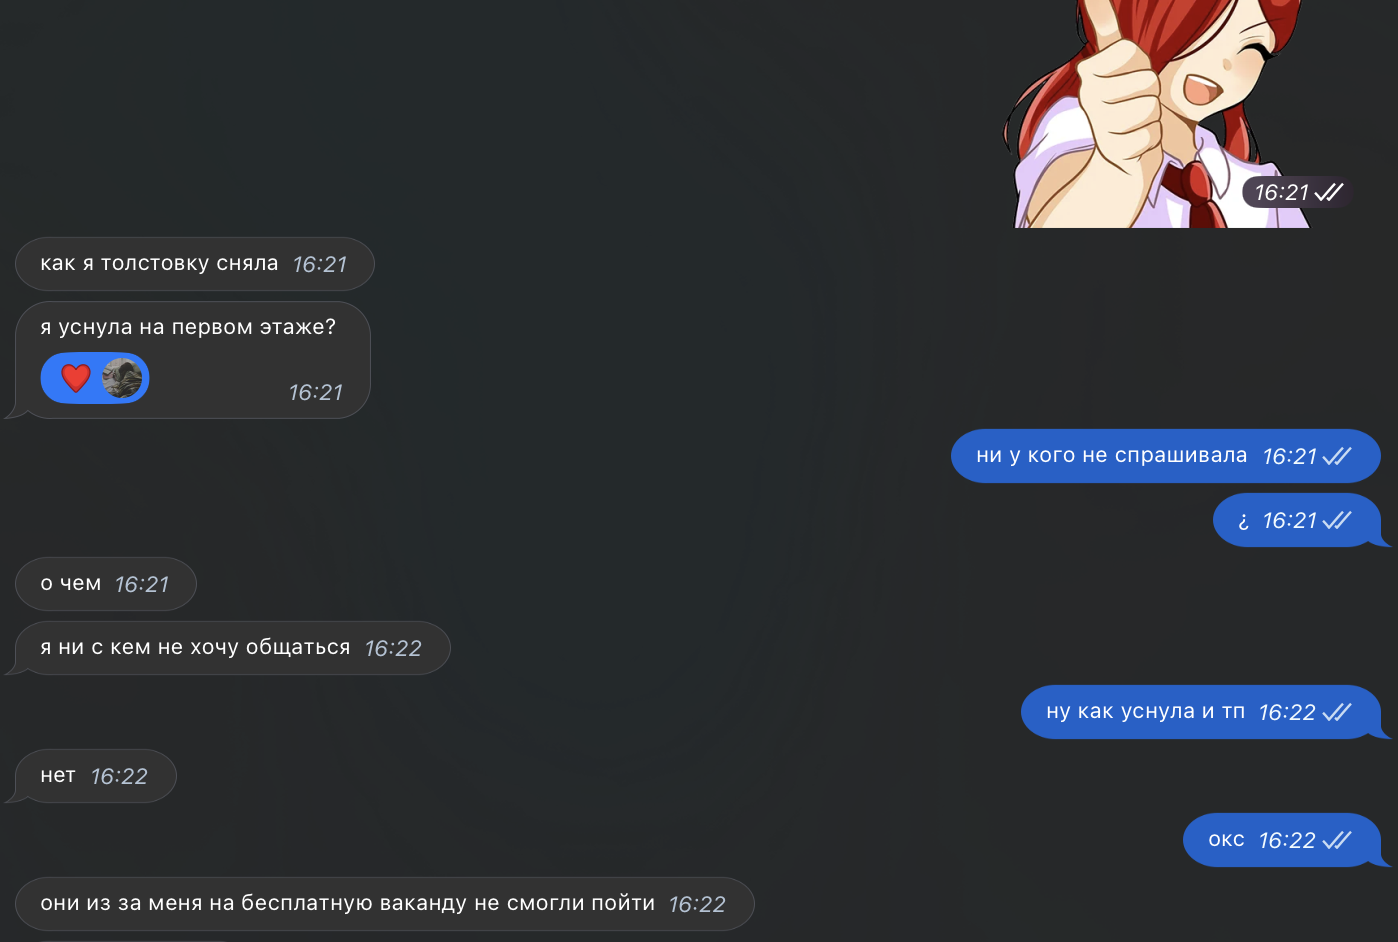 16:21
как я толстовку сняла 16:21
я уснула на первом этаже?
16:21
ни у кого не спрашивала 16:21
¿ 16:21
о чем 16:21
я ни с кем не хочу общаться 16:22
ну как уснула и тп 16:22
нет 16:22
окс 16:22
они из за меня на бесплатную ваканду не смогли пойти 16:22